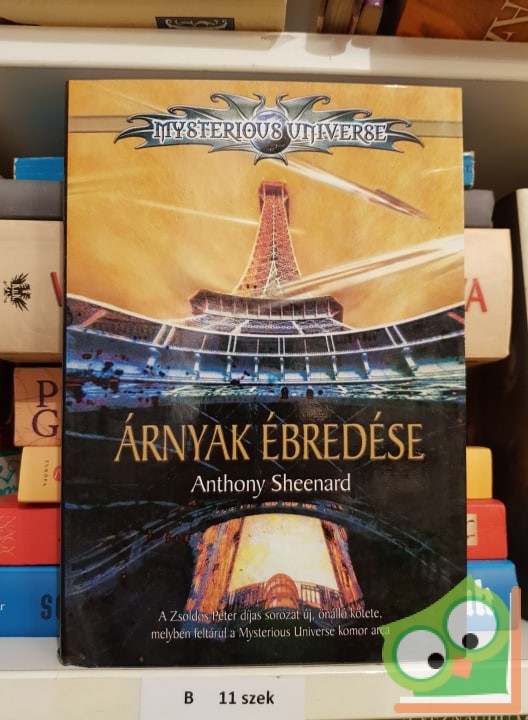 MYSTERIOUS UNIVERSE
ÁRNYAK ÉBREDÉSE
Anthony Sheenard
A Zsoldos Péter díjas sorozat új, önálló kötete,
melyben feltárul a Mysterious Universe komor arca
B 11 szek